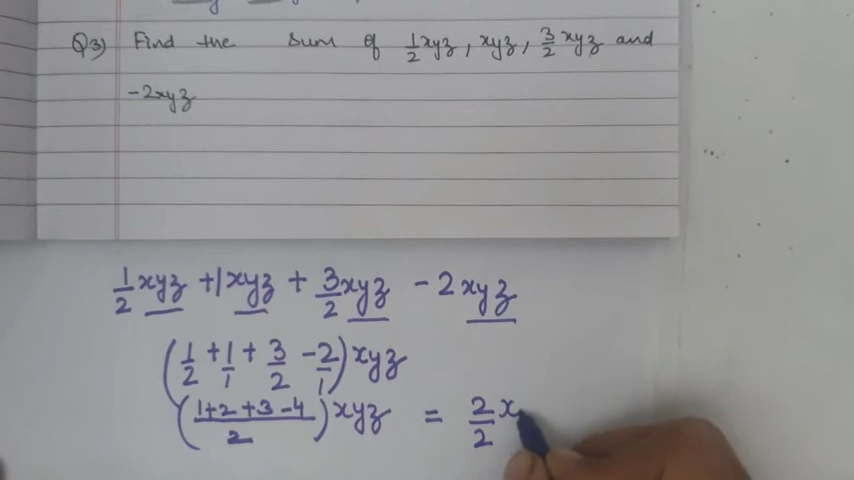 Q3) Find the sum of 1/2 xyz, xyz, 3/2 xyz and
-2xyz
1/2 xyz + 1xyz + 3/2 xyz - 2xyz
(1/2 + 1/1 + 3/2 - 2/1) xyz
((1+2+3-4)/2) xyz = 2/2 x